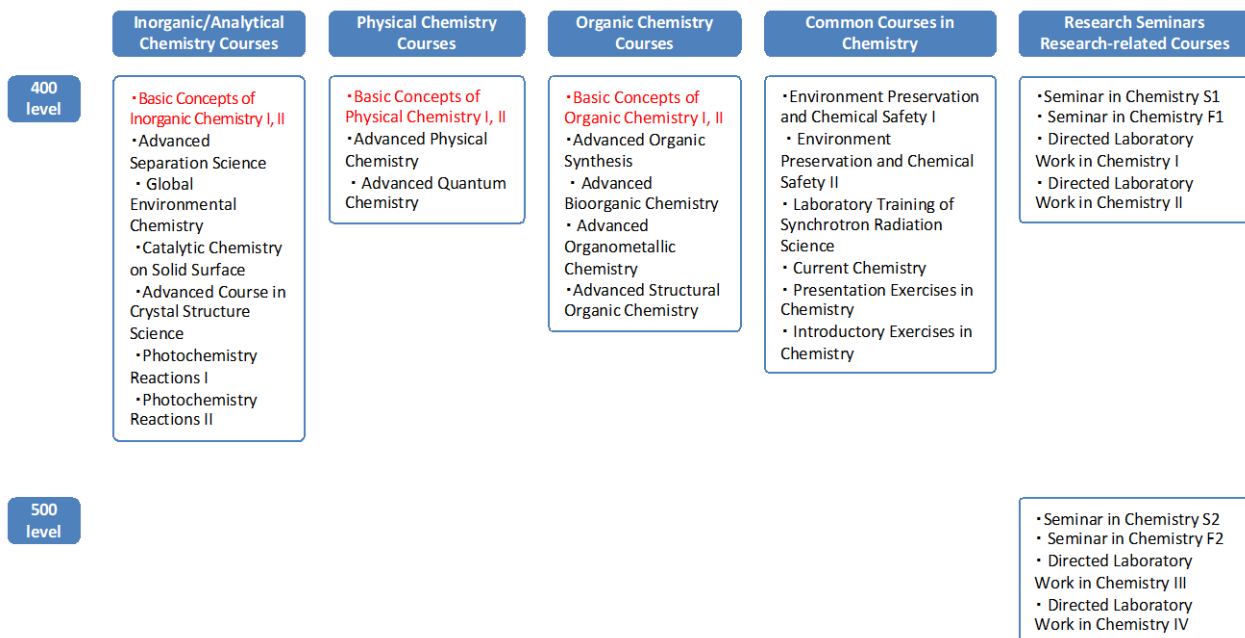 Inorganic/Analytical
Chemistry Courses
Physical Chemistry
Courses
Organic Chemistry
Courses
Common Courses in
Chemistry
Research Seminars
Research-related Courses
400
level
・Basic Concepts of
Inorganic Chemistry I, II
・Advanced
Separation Science
・Global
Environmental
Chemistry
・Catalytic Chemistry
on Solid Surface
・Advanced Course in
Crystal Structure
Science
・Photochemistry
Reactions I
・Photochemistry
Reactions II
・Basic Concepts of
Physical Chemistry I, II
・Advanced Physical
Chemistry
・Advanced Quantum
Chemistry
・Basic Concepts of
Organic Chemistry I, II
・Advanced Organic
Synthesis
・Advanced
Bioorganic Chemistry
・Advanced
Organometallic
Chemistry
・Advanced Structural
Organic Chemistry
・Environment Preservation
and Chemical Safety I
・Environment
Preservation and Chemical
Safety II
・Laboratory Training of
Synchrotron Radiation
Science
・Current Chemistry
・Presentation Exercises in
Chemistry
・Introductory Exercises in
Chemistry
・Seminar in Chemistry S1
・Seminar in Chemistry F1
・Directed Laboratory
Work in Chemistry I
・Directed Laboratory
Work in Chemistry II
500
level
・Seminar in Chemistry S2
・Seminar in Chemistry F2
・Directed Laboratory
Work in Chemistry III
・Directed Laboratory
Work in Chemistry IV